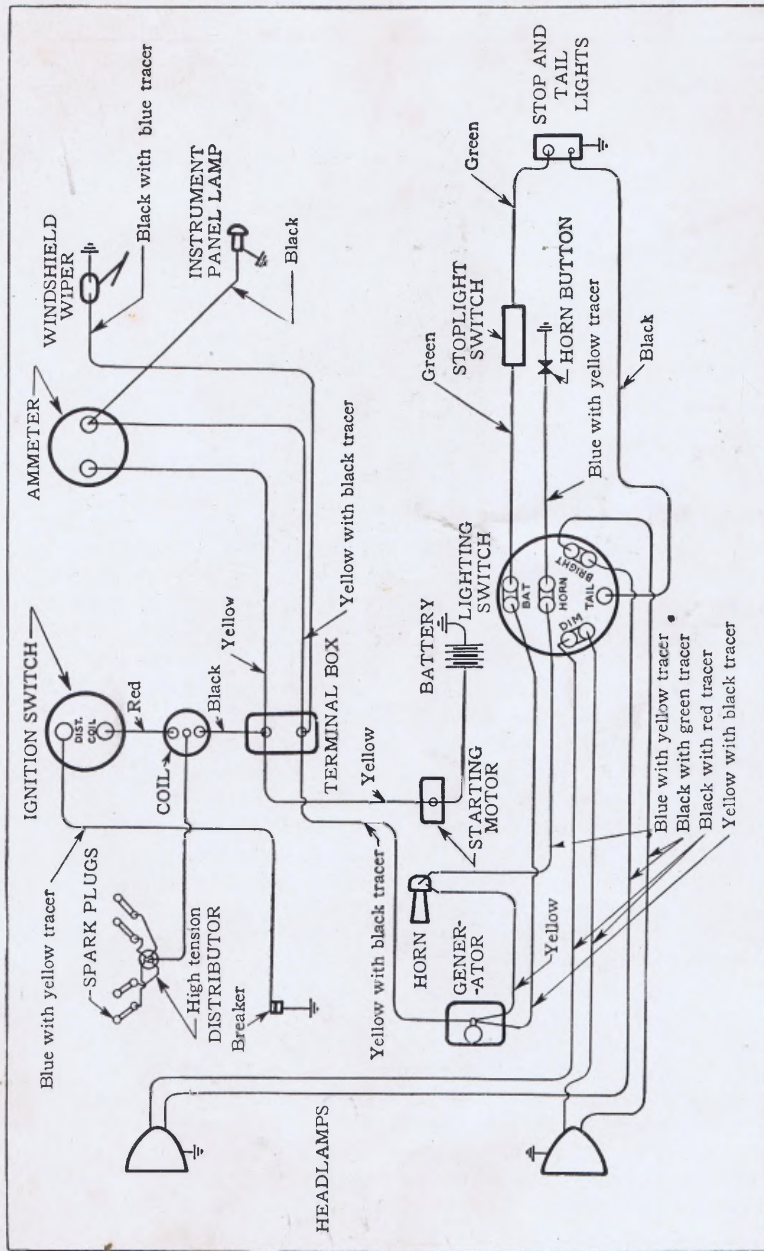 IGNITION SWITCH
AMMETER
WINDSHIELD
WIPER
Black with blue tracer
INSTRUMENT
PANEL LAMP
Black
Blue with yellow tracer
SPARK PLUGS
High tension
DISTRIBUTOR
Breaker
DIST.
COIL
Red
COIL
Black
TERMINAL BOX
Yellow
Yellow with black tracer
Yellow
Yellow with black tracer
HEADLAMPS
HORN
GENER-
-ATOR
STARTING
MOTOR
BATTERY
LIGHTING
SWITCH
Yellow
BAT
HORN
TAIL
DIM
BRIGHT
Green
STOPLIGHT
SWITCH
Green
STOP AND
TAIL
LIGHTS
HORN BUTTON
Blue with yellow tracer
Black
Blue with yellow tracer
Black with green tracer
Black with red tracer
Yellow with black tracer